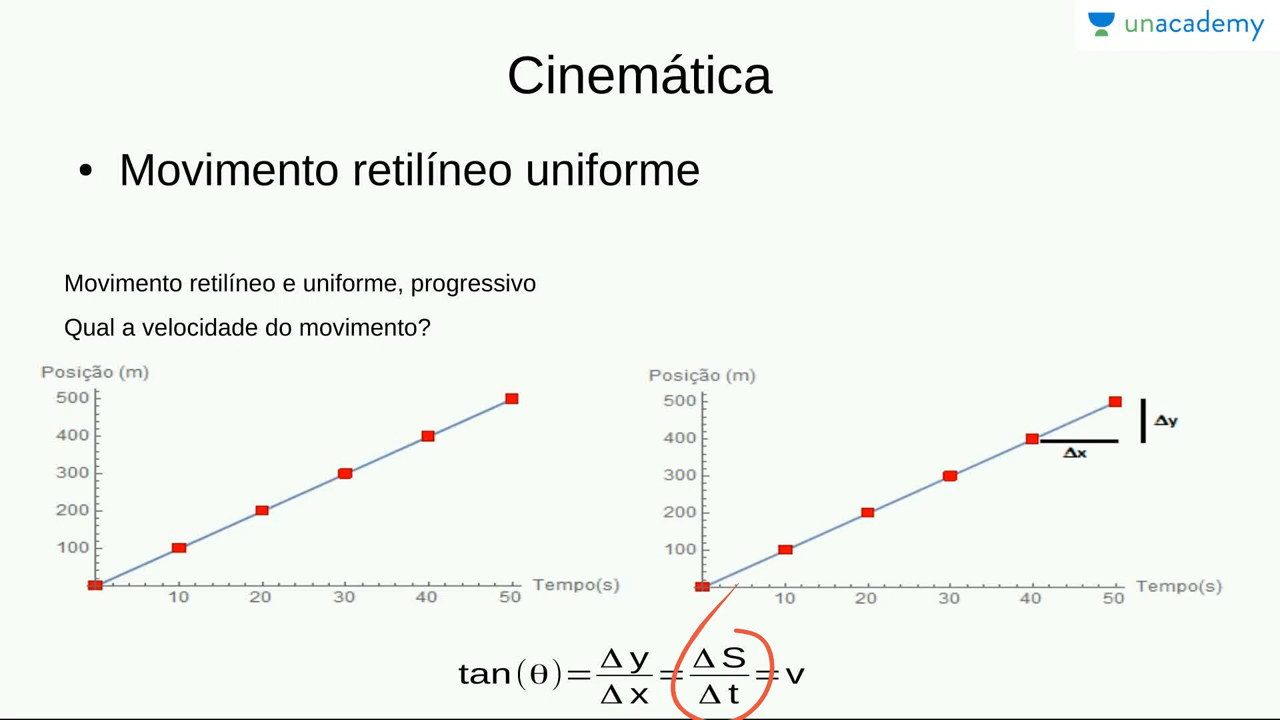 unacademy
Cinemática
• Movimento retilíneo uniforme
Movimento retilíneo e uniforme, progressivo
Qual a velocidade do movimento?
Posição (m)
500
400
300
200
100
10 20 30 40 50 Tempo(s)
Posição (m)
500
400
300
200
100
10 20 30 40 50 Tempo(s)
Δy
Δx
tan(θ)=Δy/Δx=ΔS/Δt=v